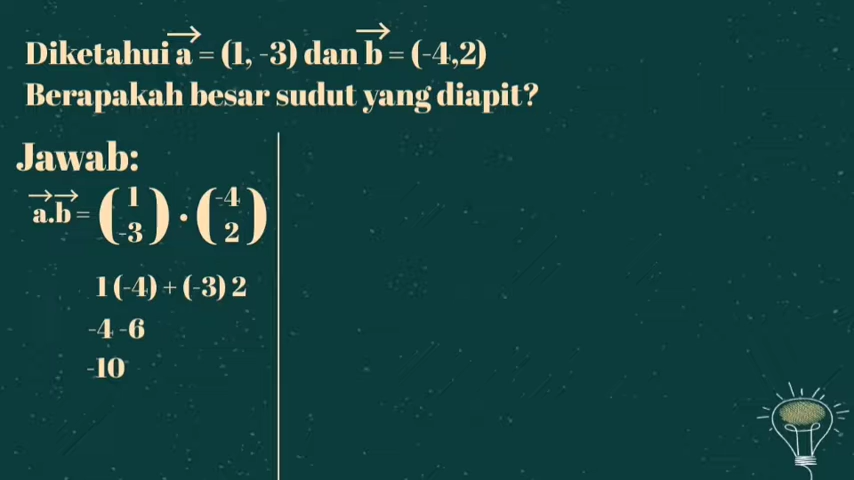 Diketahui a→ = (1, -3) dan b→ = (-4,2)
Berapakah besar sudut yang diapit?
Jawab:
a→.b→ = (1 -3) · (-4 2)
1 (-4) + (-3) 2
-4 -6
-10